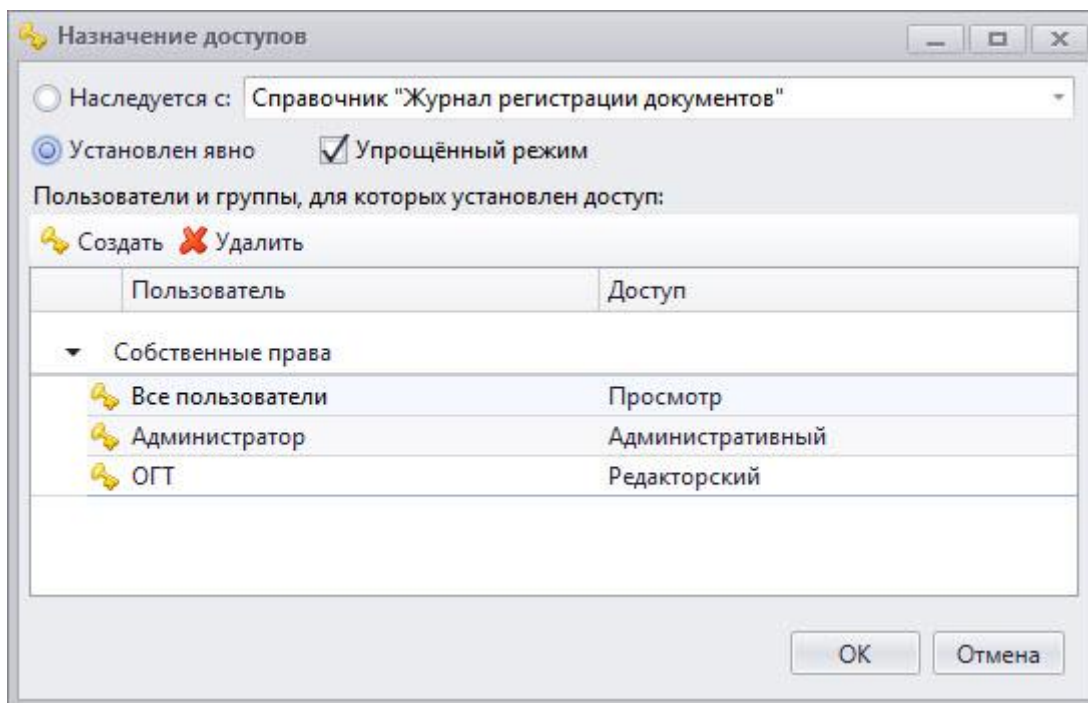 Назначение доступов
Наследуется с: Справочник "Журнал регистрации документов"
Установлен явно Упрощённый режим
Пользователи и группы, для которых установлен доступ:
Создать Удалить
Пользователь Доступ
Собственные права
Все пользователи Просмотр
Администратор Административный
ОГТ Редакторский
ОК Отмена